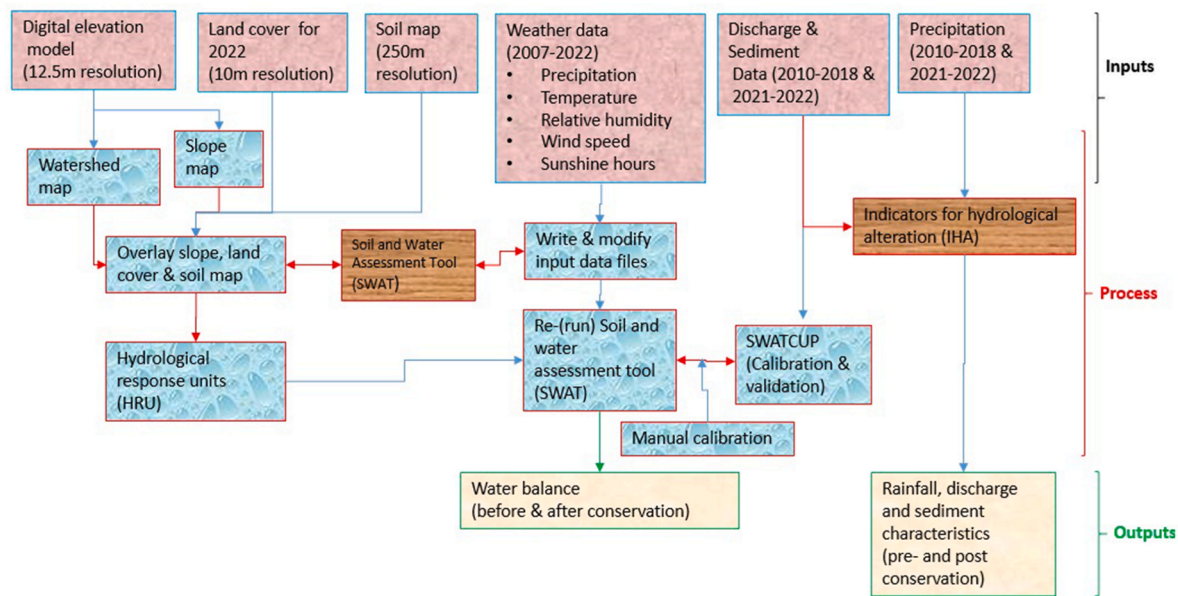 Digital elevation
model
(12.5m resolution)
Land cover for
2022
(10m resolution)
Soil map
(250m
resolution)
Weather data
(2007-2022)
• Precipitation
• Temperature
• Relative humidity
• Wind speed
• Sunshine hours
Discharge &
Sediment
Data (2010-2018 &
2021-2022)
Precipitation
(2010-2018 &
2021-2022)
Inputs
Watershed
map
Slope
map
Overlay slope, land
cover & soil map
Soil and Water
Assessment Tool
(SWAT)
Write & modify
input data files
Indicators for hydrological
alteration (IHA)
Process
Hydrological
response units
(HRU)
Re-(run) Soil and
water
assessment tool
(SWAT)
SWATCUP
(Calibration &
validation)
Manual calibration
Water balance
(before & after conservation)
Rainfall, discharge
and sediment
characteristics
(pre- and post
conservation)
Outputs